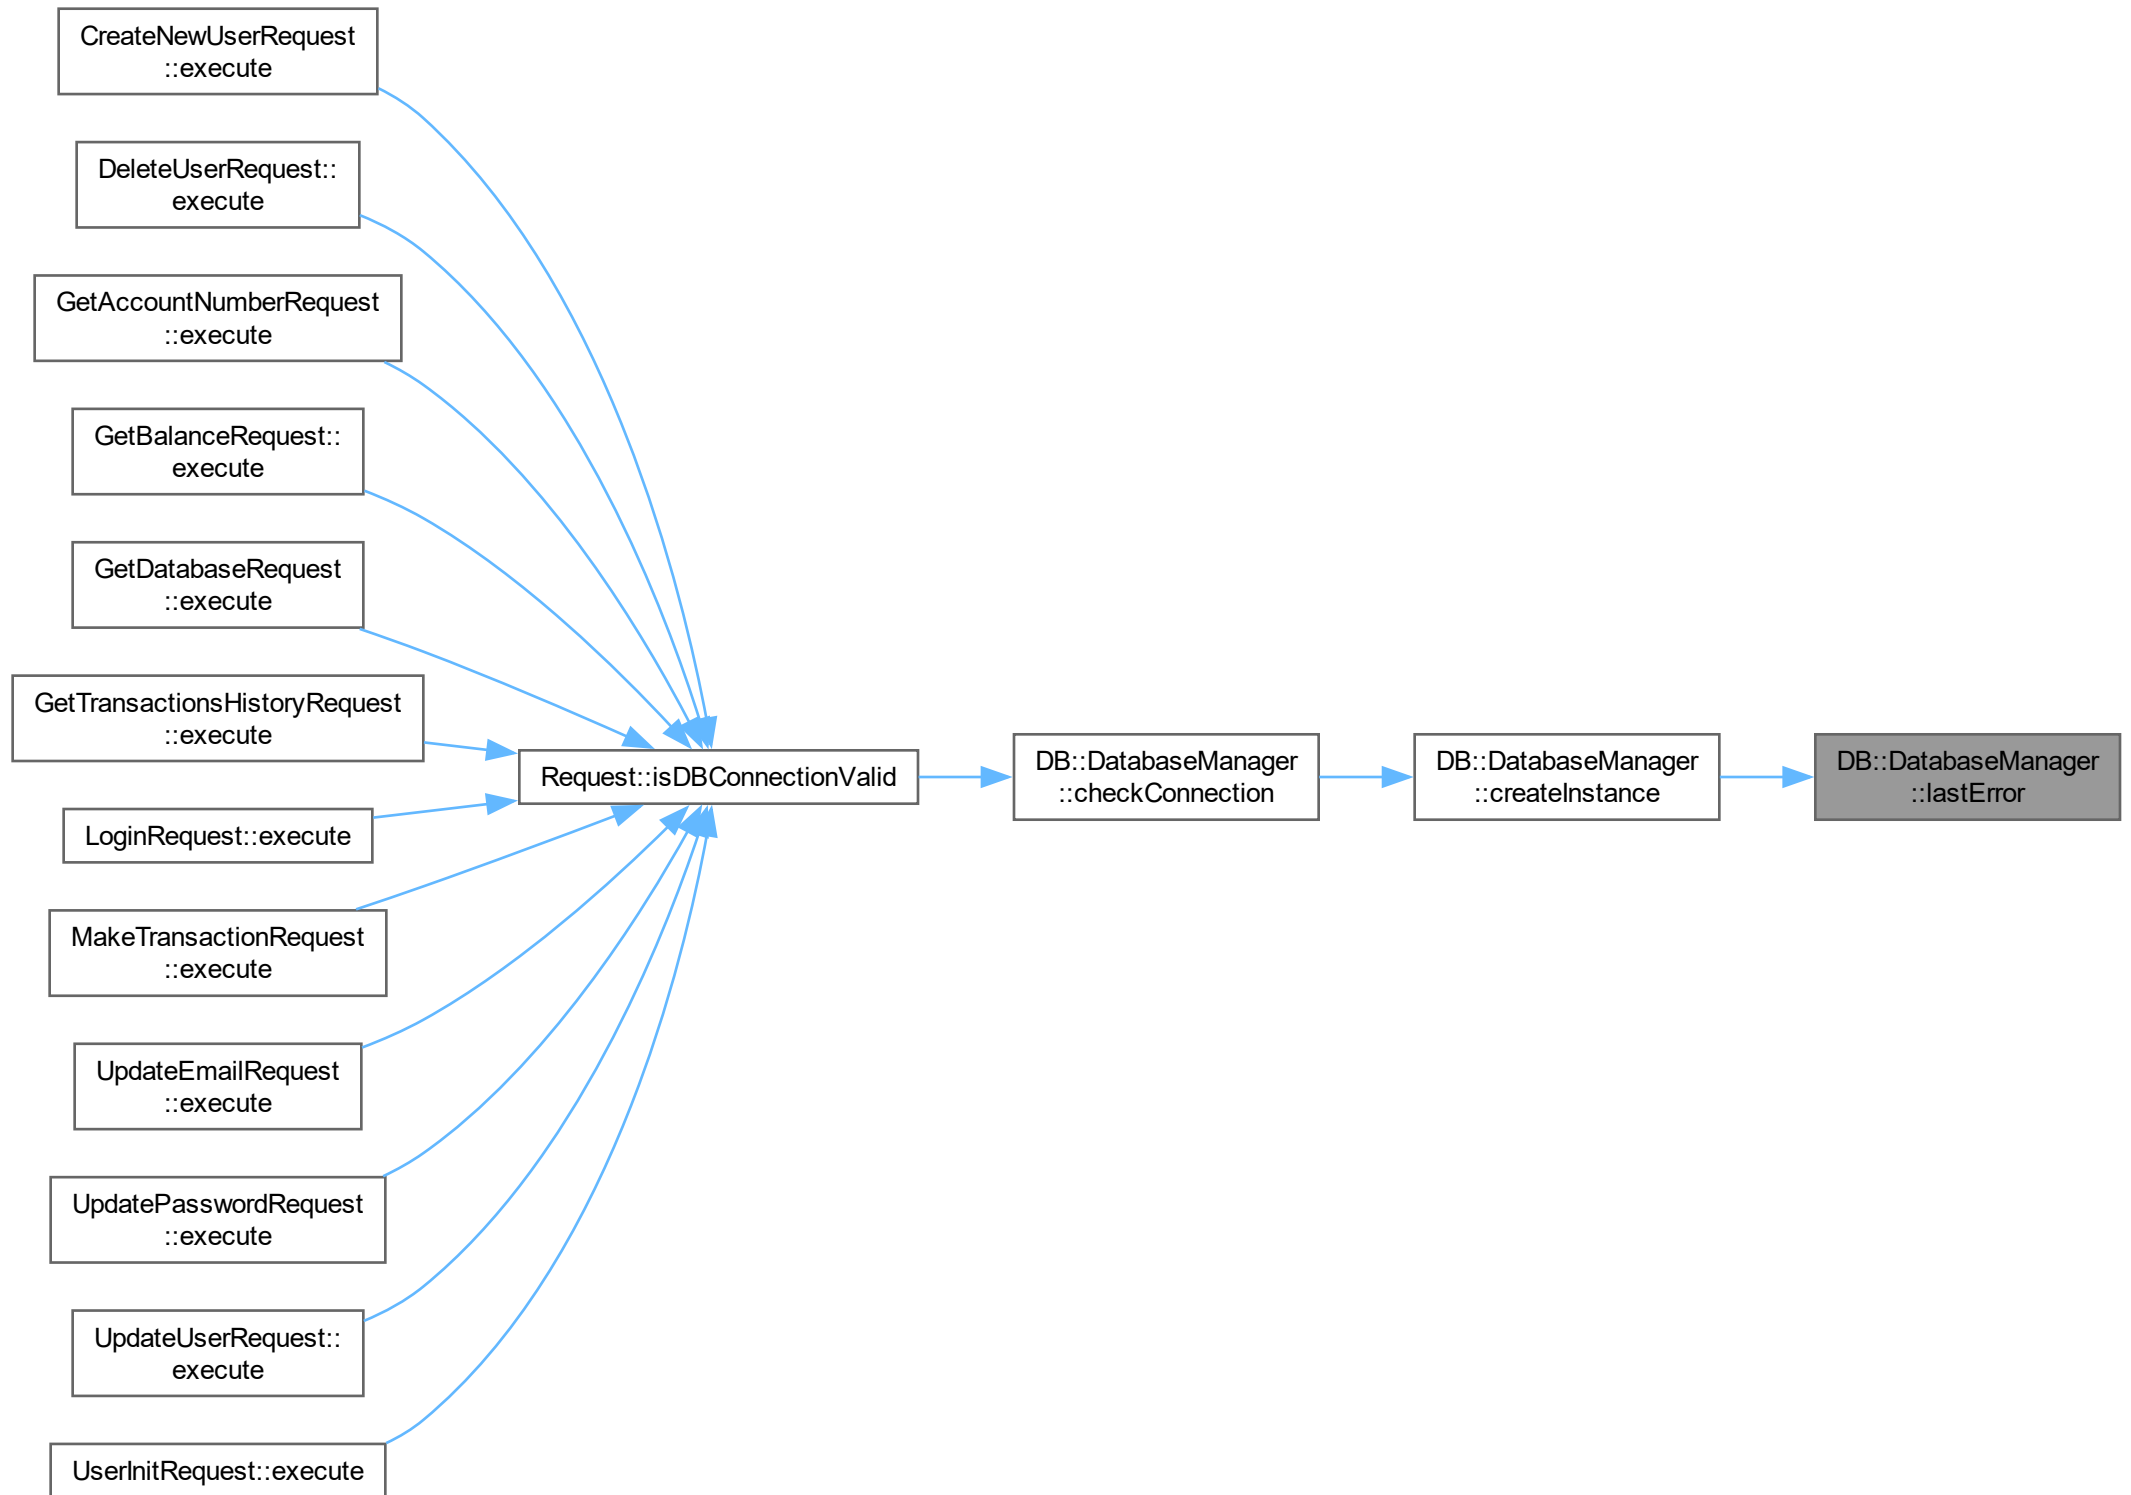 CreateNewUserRequest
::execute
DeleteUserRequest::
execute
GetAccountNumberRequest
::execute
GetBalanceRequest::
execute
GetDatabaseRequest
::execute
GetTransactionsHistoryRequest
::execute
LoginRequest::execute
MakeTransactionRequest
::execute
UpdateEmailRequest
::execute
UpdatePasswordRequest
::execute
UpdateUserRequest::
execute
UserInitRequest::execute
Request::isDBConnectionValid
DB::DatabaseManager
::checkConnection
DB::DatabaseManager
::createInstance
DB::DatabaseManager
::lastError